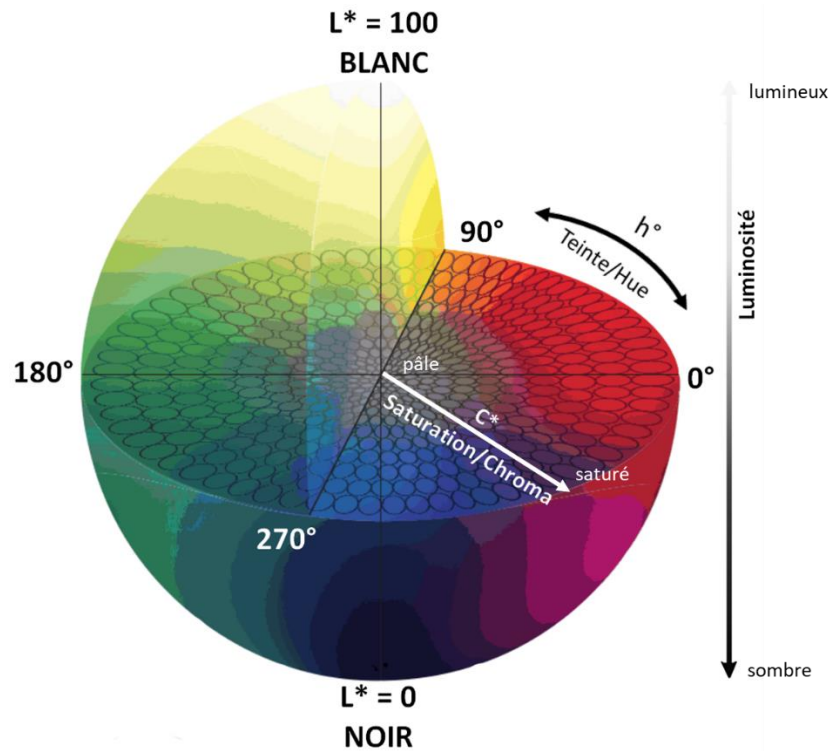 L* = 100
BLANC
lumineux
h°
Teinte/Hue
90°
Luminosité
180°
pâle
0°
C*
Saturation/Chroma
saturé
270°
sombre
L* = 0
NOIR